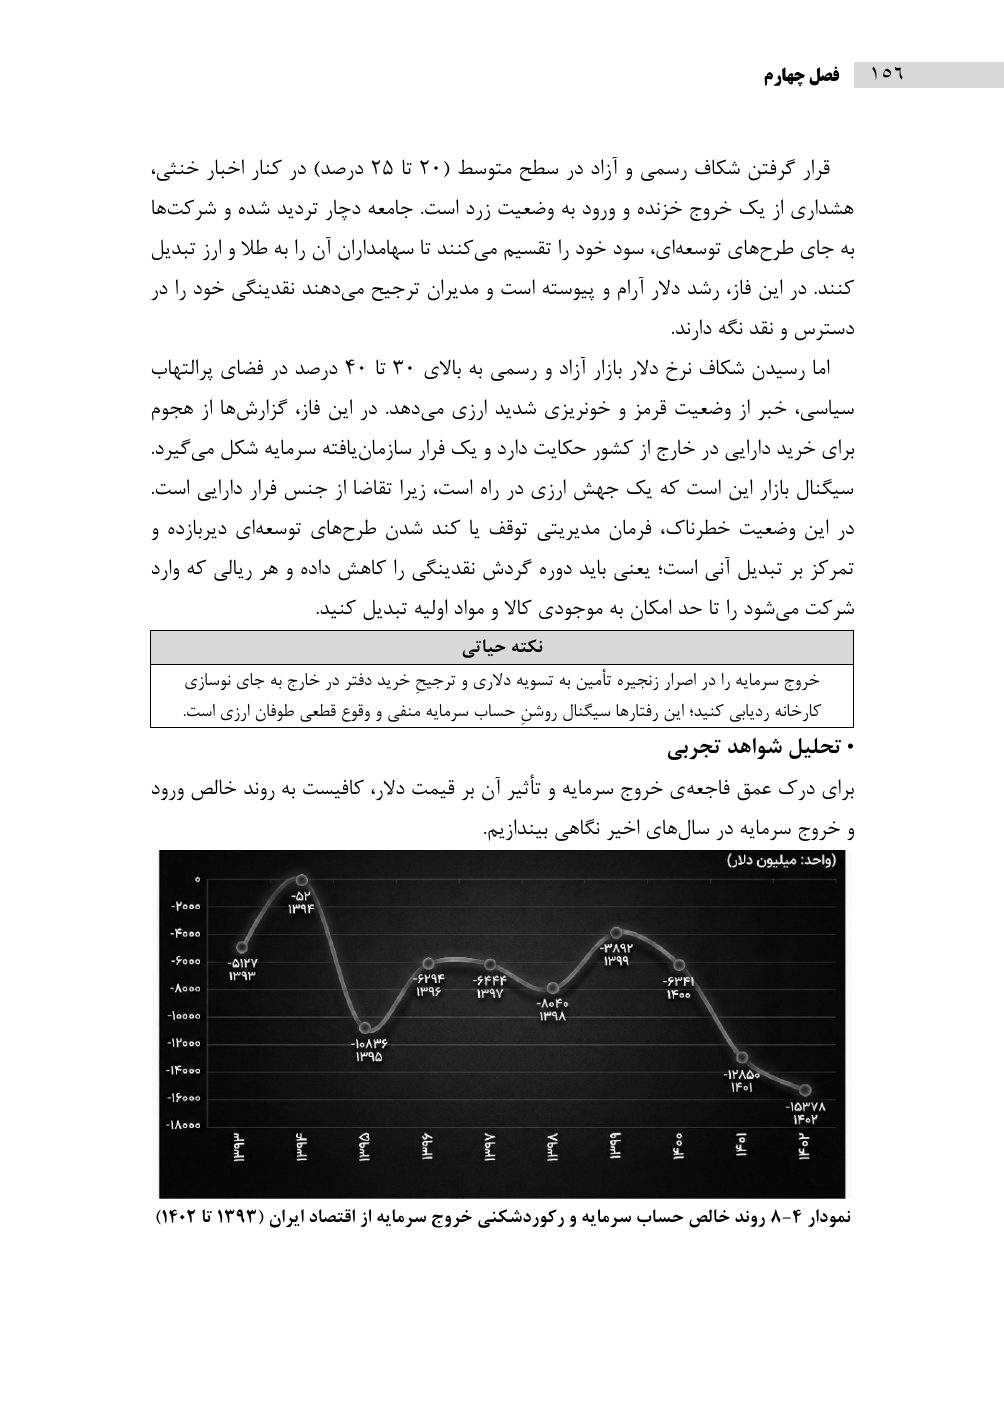 ۱۵۶ فصل چهارم
قرار گرفتن شکاف رسمی و آزاد در سطح متوسط (۲۰ تا ۲۵ درصد) در کنار اخبار خنثی،
هشداری از یک خروج خزنده و ورود به وضعیت زرد است. جامعه دچار تردید شده و شرکت‌ها
به جای طرح‌های توسعه‌ای، سود خود را تقسیم می‌کنند تا سهامداران آن را به طلا و ارز تبدیل
کنند. در این فاز، رشد دلار آرام و پیوسته است و مدیران ترجیح می‌دهند نقدینگی خود را در
دسترس و نقد نگه دارند.
اما رسیدن شکاف نرخ دلار بازار آزاد و رسمی به بالای ۳۰ تا ۴۰ درصد در فضای پرالتهاب
سیاسی، خبر از وضعیت قرمز و خونریزی شدید ارزی می‌دهد. در این فاز، گزارش‌ها از هجوم
برای خرید دارایی در خارج از کشور حکایت دارد و یک فرار سازمان‌یافته سرمایه شکل می‌گیرد.
سیگنال بازار این است که یک جهش ارزی در راه است، زیرا تقاضا از جنس فرار دارایی است.
در این وضعیت خطرناک، فرمان مدیریتی توقف یا کند شدن طرح‌های توسعه‌ای دیربازده و
تمرکز بر تبدیل آنی است؛ یعنی باید دوره گردش نقدینگی را کاهش داده و هر ریالی که وارد
شرکت می‌شود را تا حد امکان به موجودی کالا و مواد اولیه تبدیل کنید.
نکته حیاتی
خروج سرمایه را در اصرار زنجیره تأمین به تسویه دلاری و ترجیحِ خرید دفتر در خارج به جای نوسازی
کارخانه ردیابی کنید؛ این رفتارها سیگنال روشنِ حساب سرمایه منفی و وقوع قطعی طوفان ارزی است.
• تحلیل شواهد تجربی
برای درک عمق فاجعه‌ی خروج سرمایه و تأثیر آن بر قیمت دلار، کافیست به روند خالص ورود
و خروج سرمایه در سال‌های اخیر نگاهی بیندازیم.
(واحد: میلیون دلار)
۰
-۲۰۰۰
-۴۰۰۰
-۶۰۰۰
-۸۰۰۰
-۱۰۰۰۰
-۱۲۰۰۰
-۱۴۰۰۰
-۱۶۰۰۰
-۱۸۰۰۰
-۵۱۲۷
۱۳۹۳
-۵۲
۱۳۹۴
-۱۰۸۳۶
۱۳۹۵
-۶۲۹۴
۱۳۹۶
-۶۴۴۴
۱۳۹۷
-۸۰۴۰
۱۳۹۸
-۳۸۹۲
۱۳۹۹
-۶۳۴۱
۱۴۰۰
-۱۲۸۵۰
۱۴۰۱
-۱۵۳۷۸
۱۴۰۲
۱۳۹۳ ۱۳۹۴ ۱۳۹۵ ۱۳۹۶ ۱۳۹۷ ۱۳۹۸ ۱۳۹۹ ۱۴۰۰ ۱۴۰۱ ۱۴۰۲
نمودار ۴-۸ روند خالص حساب سرمایه و رکوردشکنی خروج سرمایه از اقتصاد ایران (۱۳۹۳ تا ۱۴۰۲)